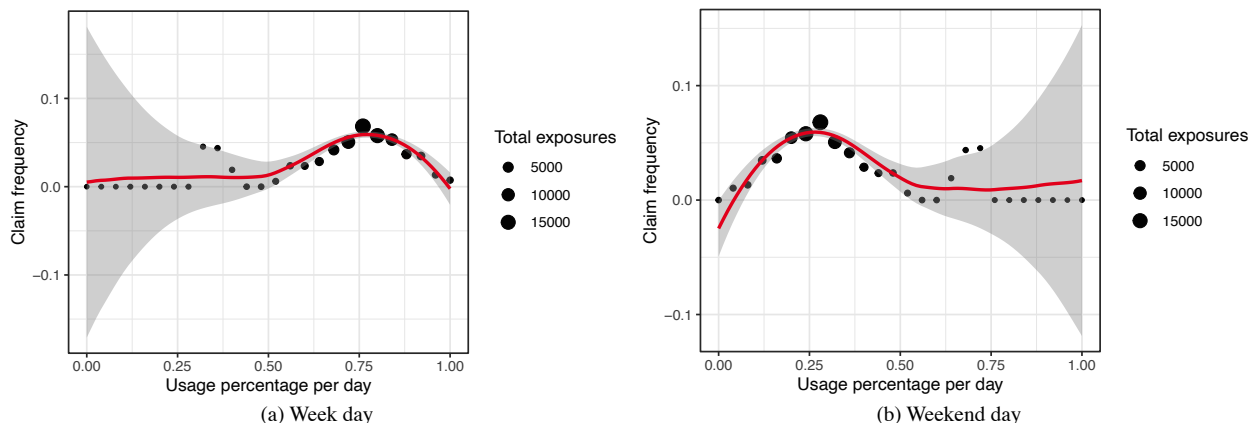 Claim frequency
0.1
0.0
−0.1
0.00 0.25 0.50 0.75 1.00
Usage percentage per day
Total exposures
5000
10000
15000
(a) Week day
Claim frequency
0.1
0.0
−0.1
0.00 0.25 0.50 0.75 1.00
Usage percentage per day
Total exposures
5000
10000
15000
(b) Weekend day